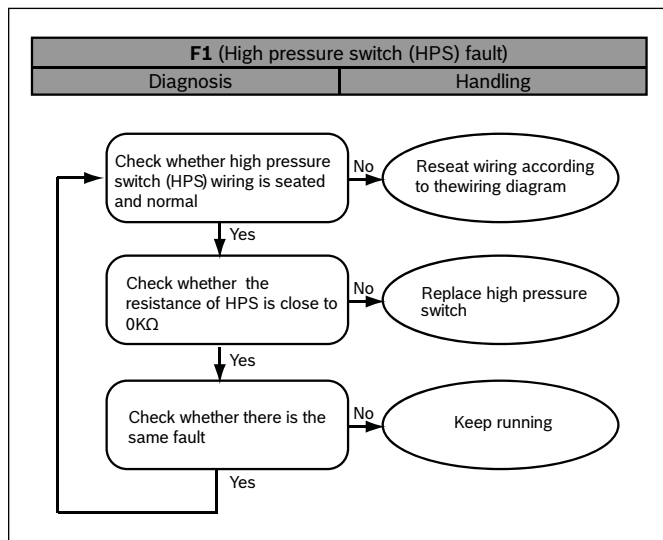 F1 (High pressure switch (HPS) fault)
Diagnosis
Handling
Check whether high pressure
switch (HPS) wiring is seated
and normal
No
Reseat wiring according
to thewiring diagram
Yes
Check whether the
resistance of HPS is close to
0KΩ
No
Replace high pressure
switch
Yes
Check whether there is the
same fault
No
Keep running
Yes